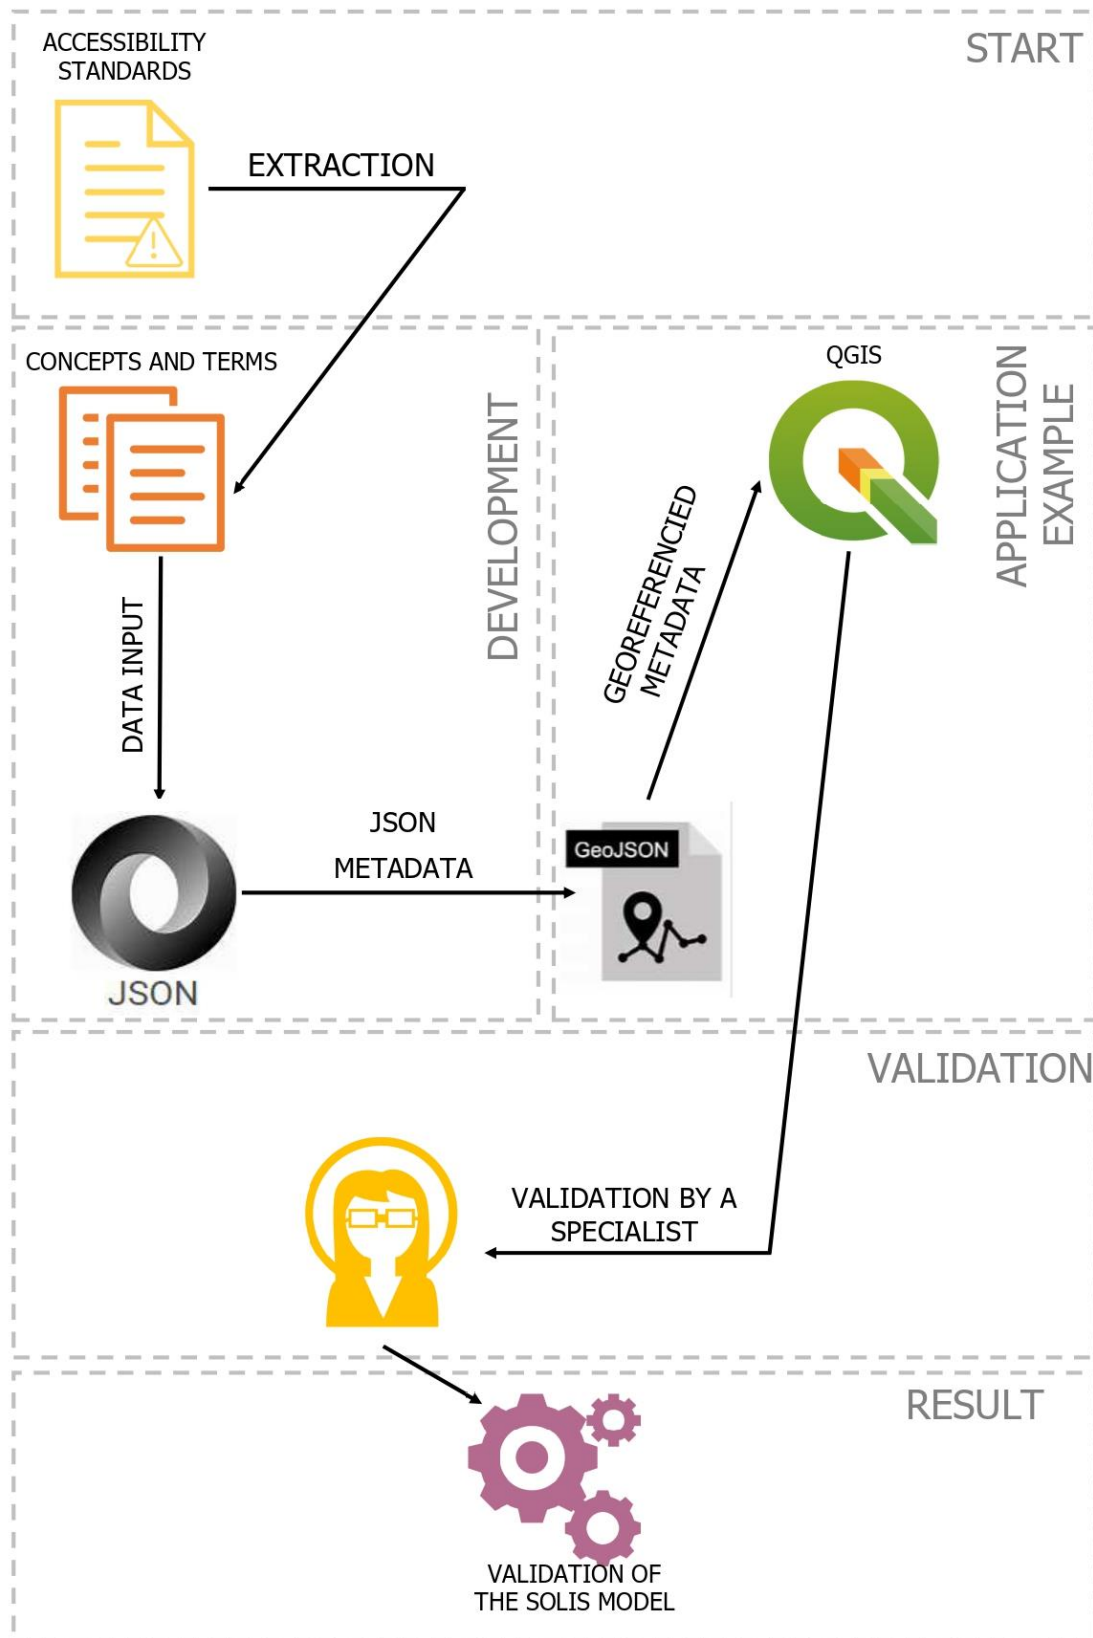 ACCESSIBILITY
STANDARDS
START
EXTRACTION
CONCEPTS AND TERMS
DEVELOPMENT
DATA INPUT
JSON
JSON
METADATA
QGIS
APPLICATION
EXAMPLE
GEOREFERENCIED
METADATA
GeoJSON
VALIDATION
VALIDATION BY A
SPECIALIST
RESULT
VALIDATION OF
THE SOLIS MODEL